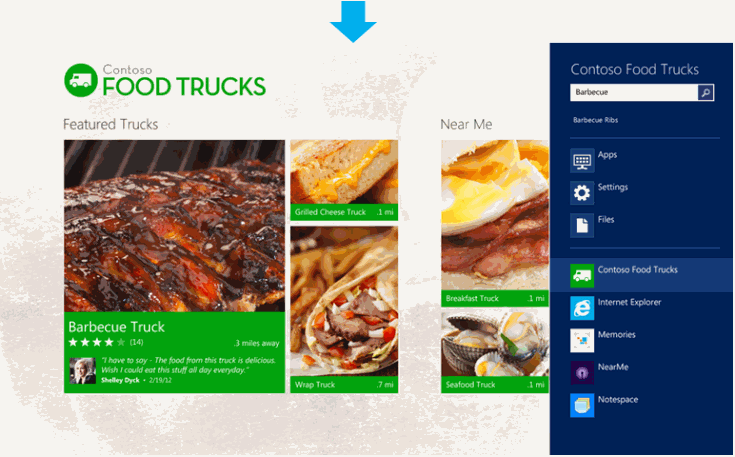 Contoso
FOOD TRUCKS
Featured Trucks
Near Me
Barbecue Truck
(14)
.3 miles away
"I have to say - The food from this truck is delicious.
Wish I could eat this stuff all day everyday."
Shelley Dyck • 2/19/12
Grilled Cheese Truck .1 mi
Wrap Truck .7 mi
Breakfast Truck .1 mi
Seafood Truck .1 mi
Contoso Food Trucks
Barbecue
Barbecue Ribs
Apps
Settings
Files
Contoso Food Trucks
Internet Explorer
Memories
NearMe
Notespace